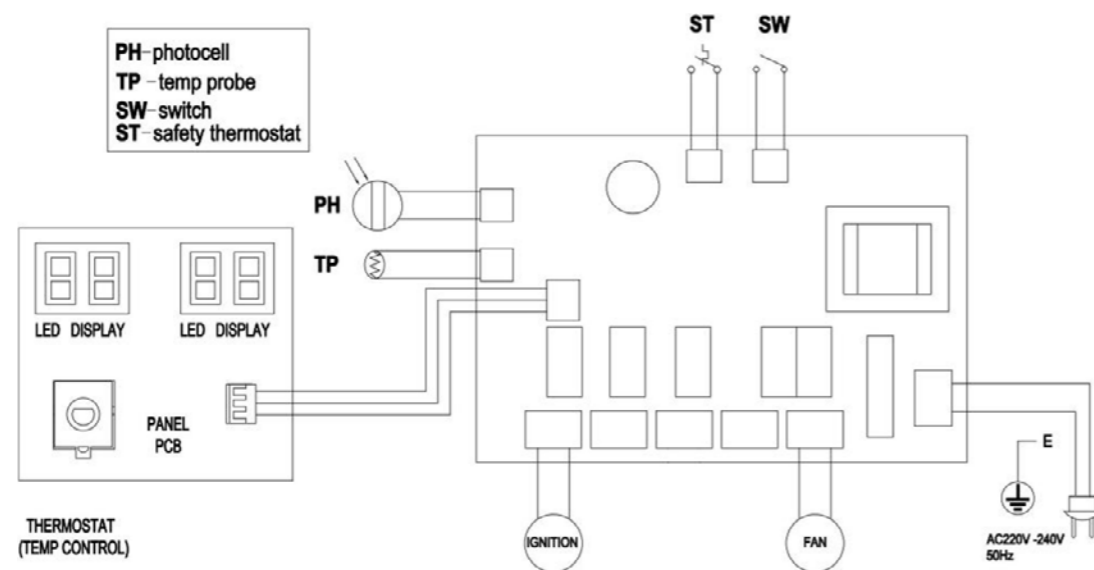 PH-photocell
TP-temp probe
SW-switch
ST-safety thermostat
ST
SW
PH
TP
LED DISPLAY
LED DISPLAY
PANEL
PCB
THERMOSTAT
(TEMP CONTROL)
IGNITION
FAN
E
AC220V -240V
50Hz